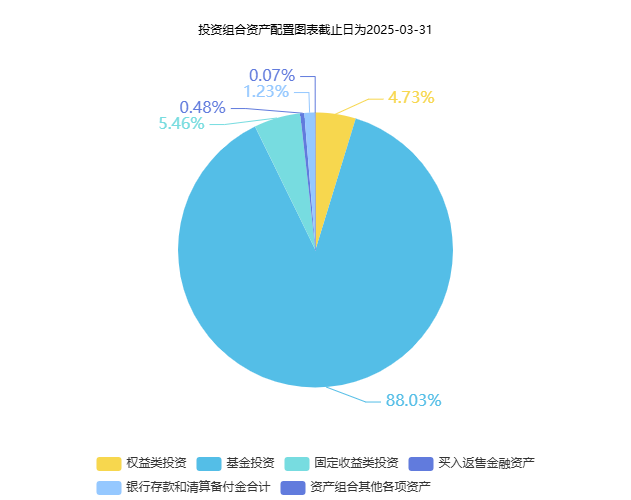 投资组合资产配置图表截止日为2025-03-31
0.07%
1.23%
4.73%
0.48%
5.46%
88.03%
权益类投资 基金投资 固定收益类投资 买入返售金融资产
银行存款和清算备付金合计 资产组合其他各项资产